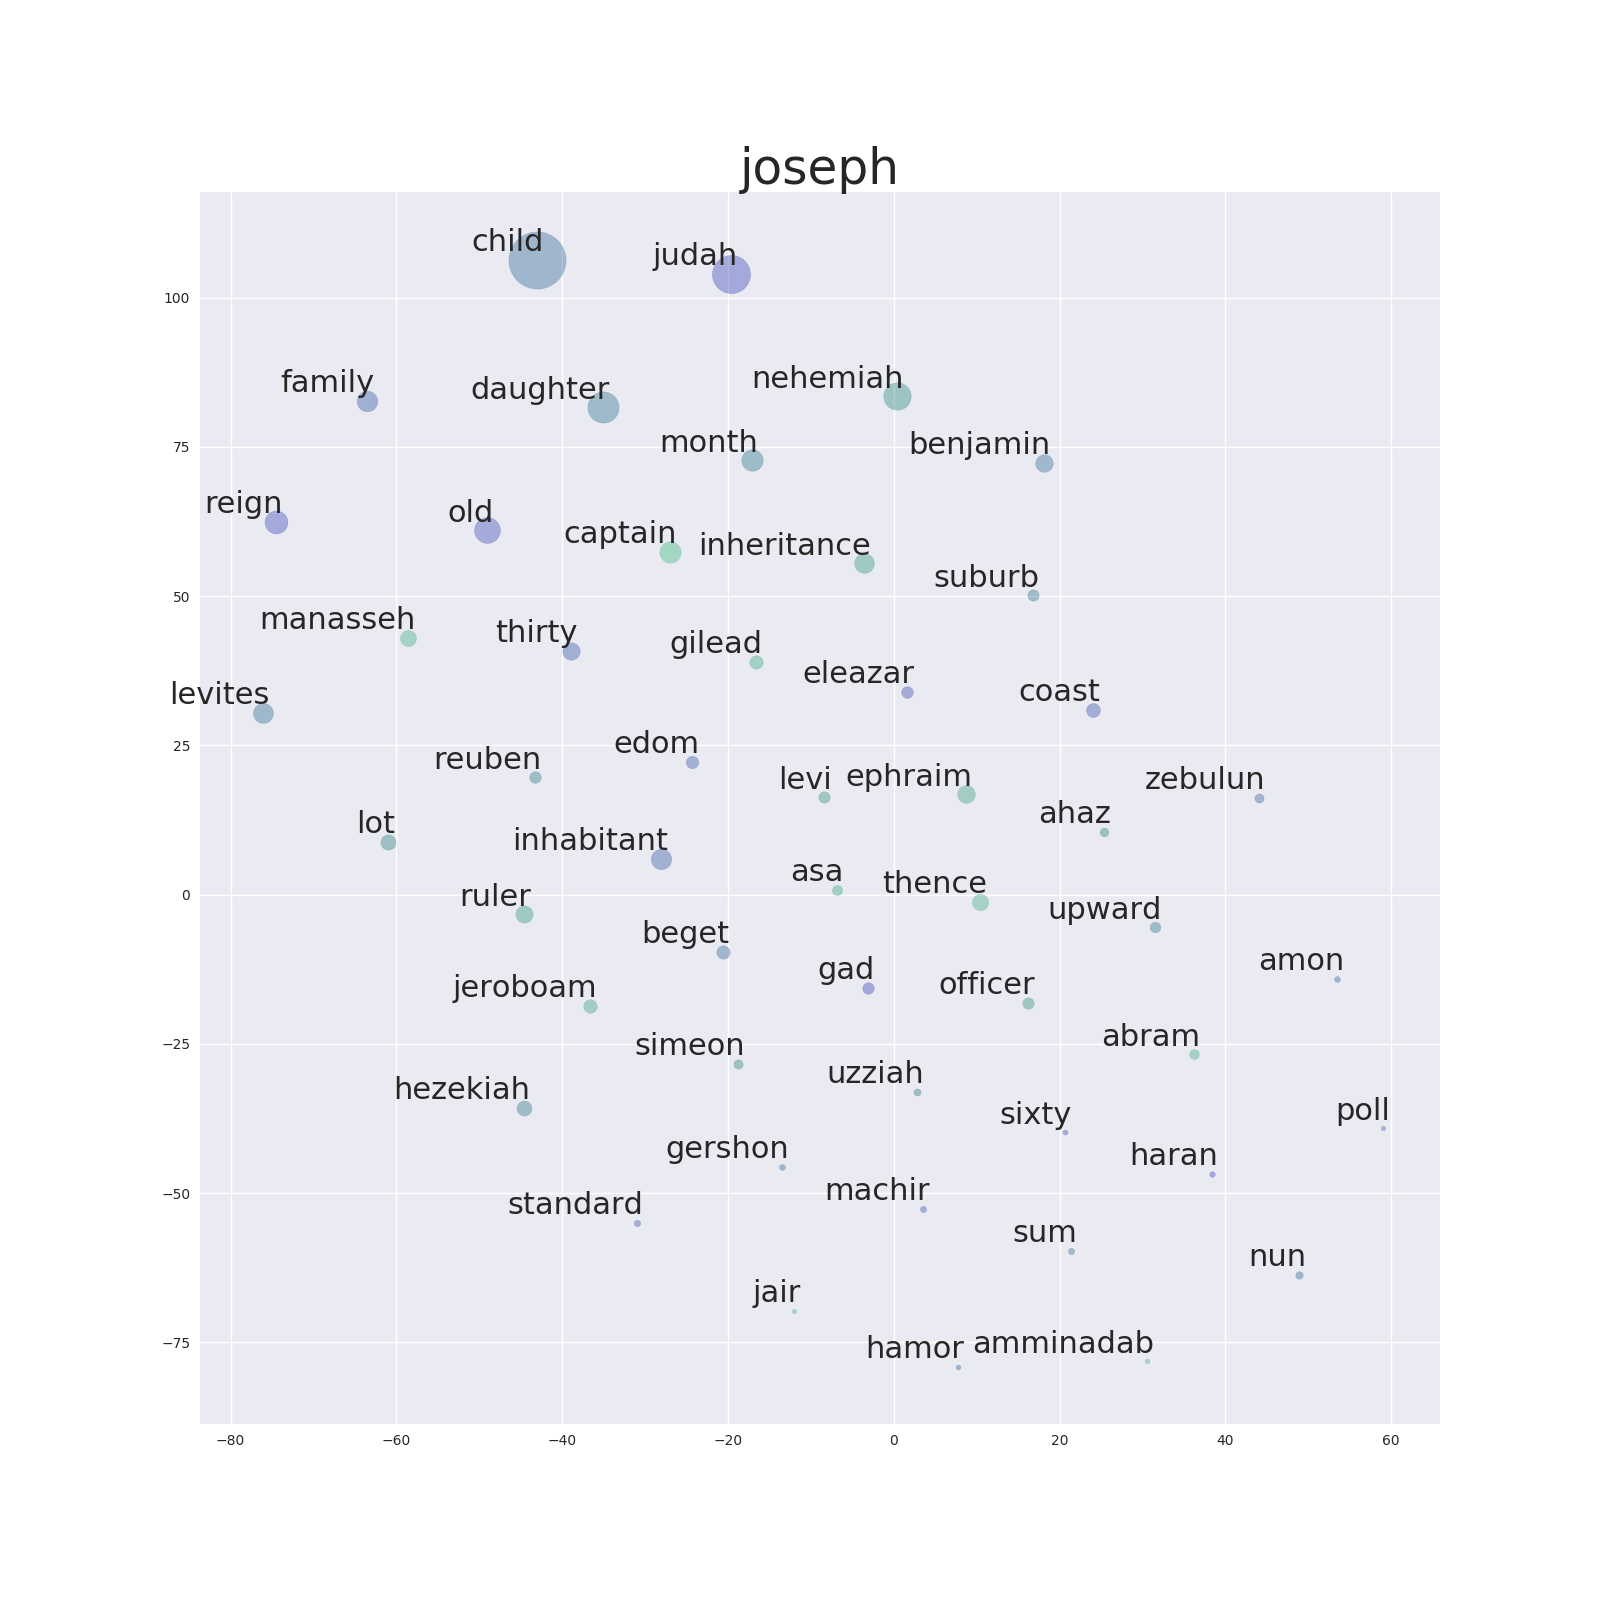 joseph
child
judah
100
family
daughter
nehemiah
75
month
benjamin
reign
old
captain
inheritance
50
suburb
manasseh
thirty
gilead
eleazar
levites
coast
25
reuben
edom
levi
ephraim
zebulun
lot
inhabitant
ahaz
0
ruler
asa
thence
upward
beget
gad
officer
amon
jeroboam
−25
simeon
abram
hezekiah
uzziah
sixty
poll
gershon
haran
−50
standard
machir
sum
nun
jair
−75
hamor
amminadab
−80 −60 −40 −20 0 20 40 60